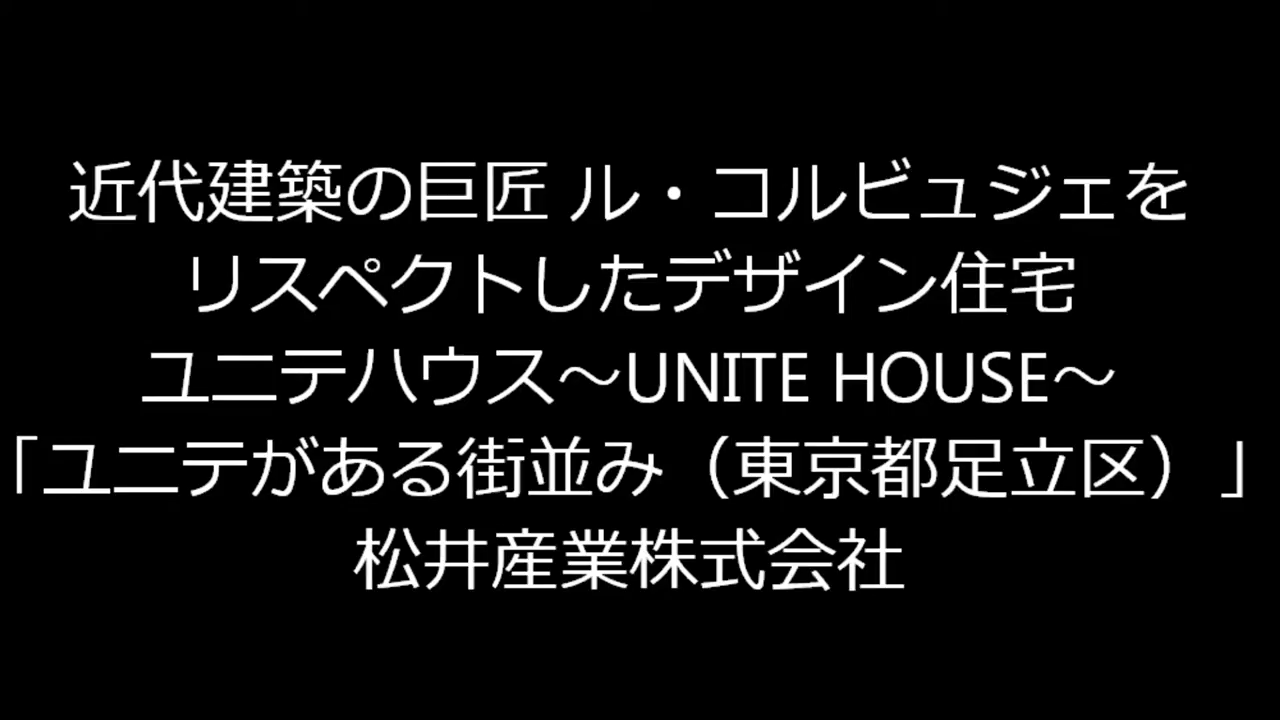 近代建築の巨匠 ル・コルビュジェを
リスペクトしたデザイン住宅
ユニテハウス～UNITE HOUSE～
「ユニテがある街並み（東京都足立区）」
松井産業株式会社